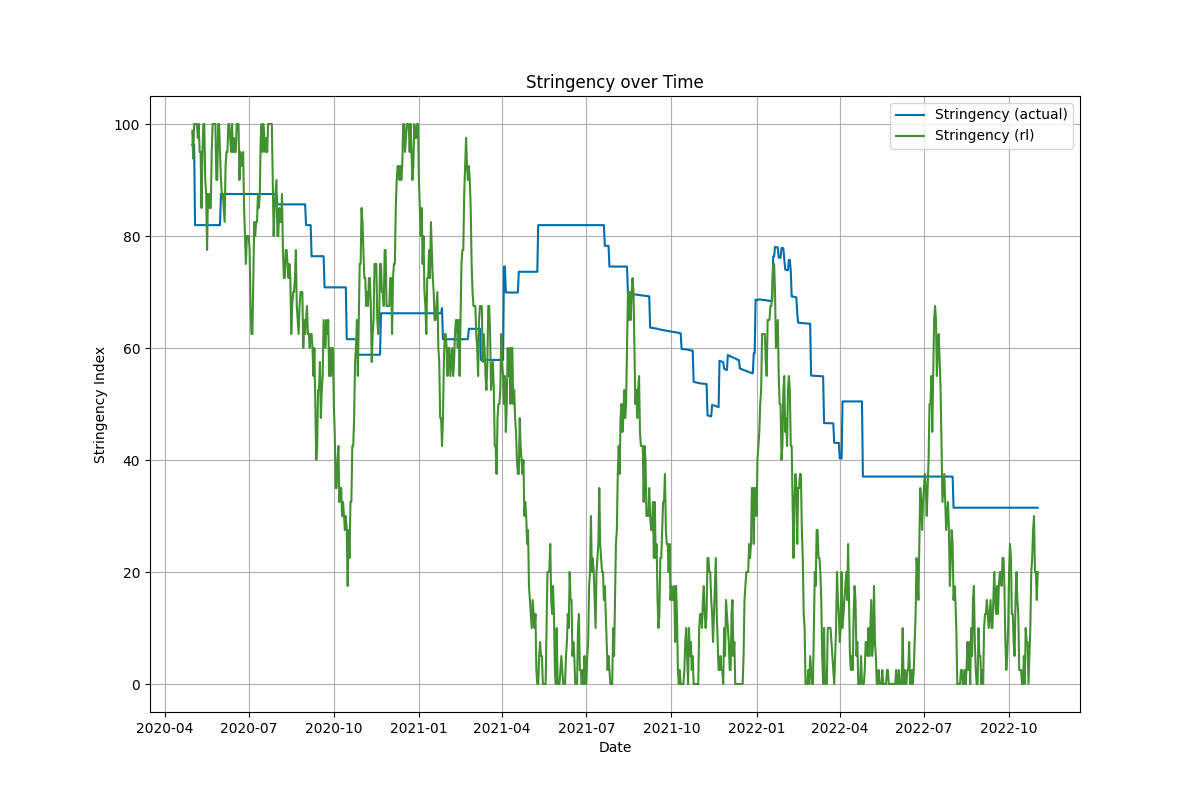 Stringency over Time
Stringency (actual)
Stringency (rl)
100
80
60
40
20
0
Stringency Index
2020-04 2020-07 2020-10 2021-01 2021-04 2021-07 2021-10 2022-01 2022-04 2022-07 2022-10
Date